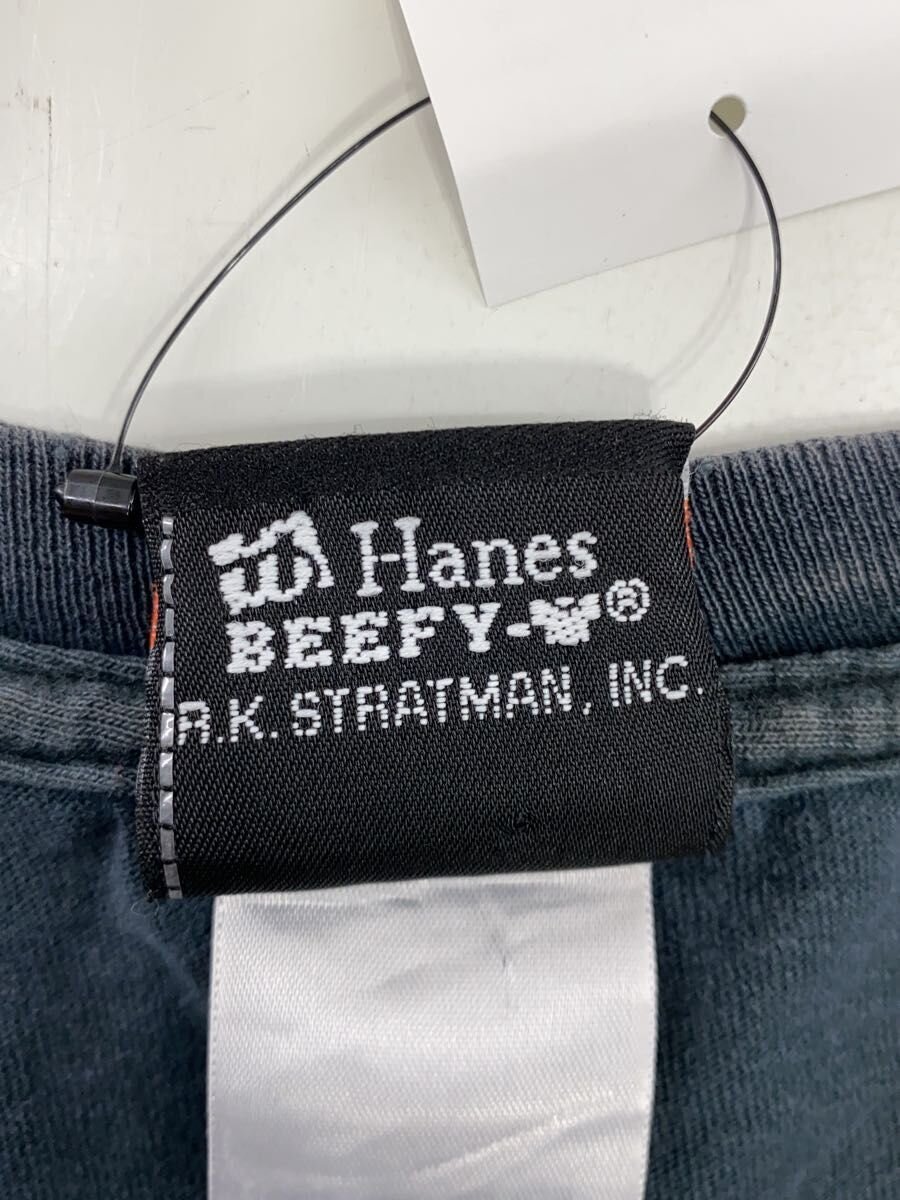 Hanes
BEEFY-T®
R.K. STRATMAN, INC.